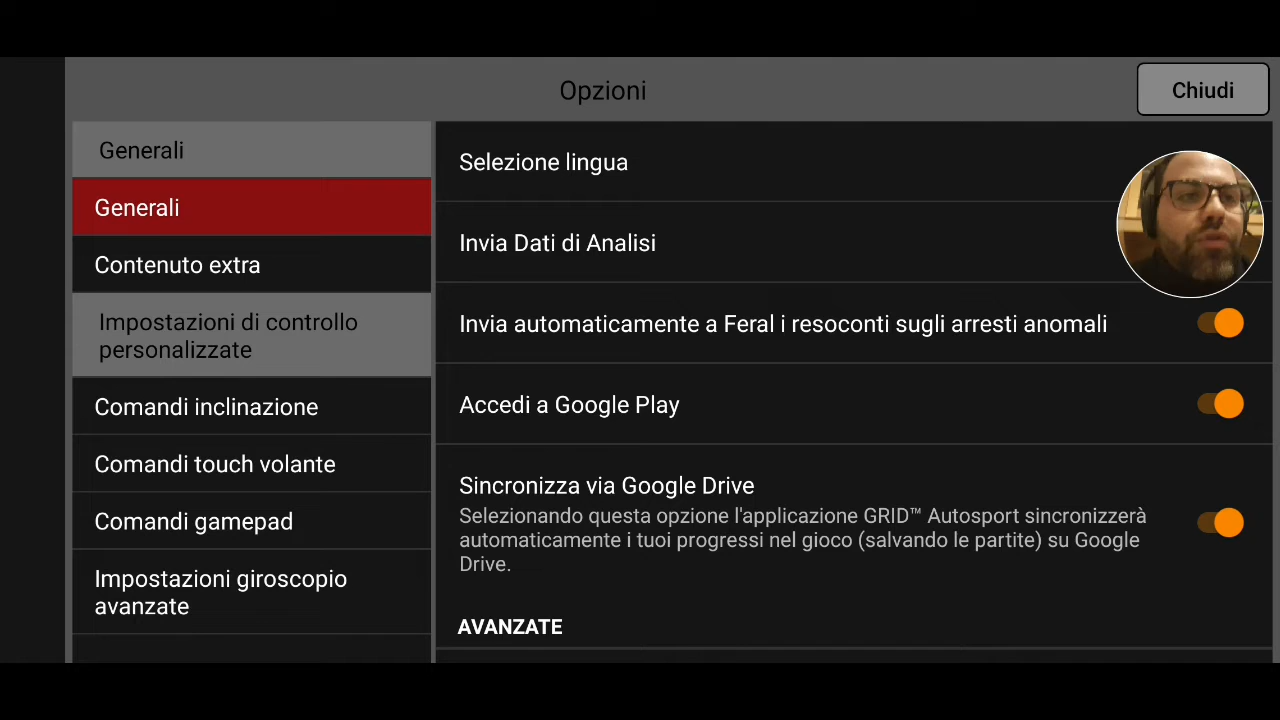 Opzioni
Chiudi
Generali
Generali
Contenuto extra
Impostazioni di controllo
personalizzate
Comandi inclinazione
Comandi touch volante
Comandi gamepad
Impostazioni giroscopio
avanzate
Selezione lingua
Invia Dati di Analisi
Invia automaticamente a Feral i resoconti sugli arresti anomali
Accedi a Google Play
Sincronizza via Google Drive
Selezionando questa opzione l'applicazione GRID™ Autosport sincronizzerà
automaticamente i tuoi progressi nel gioco (salvando le partite) su Google
Drive.
AVANZATE